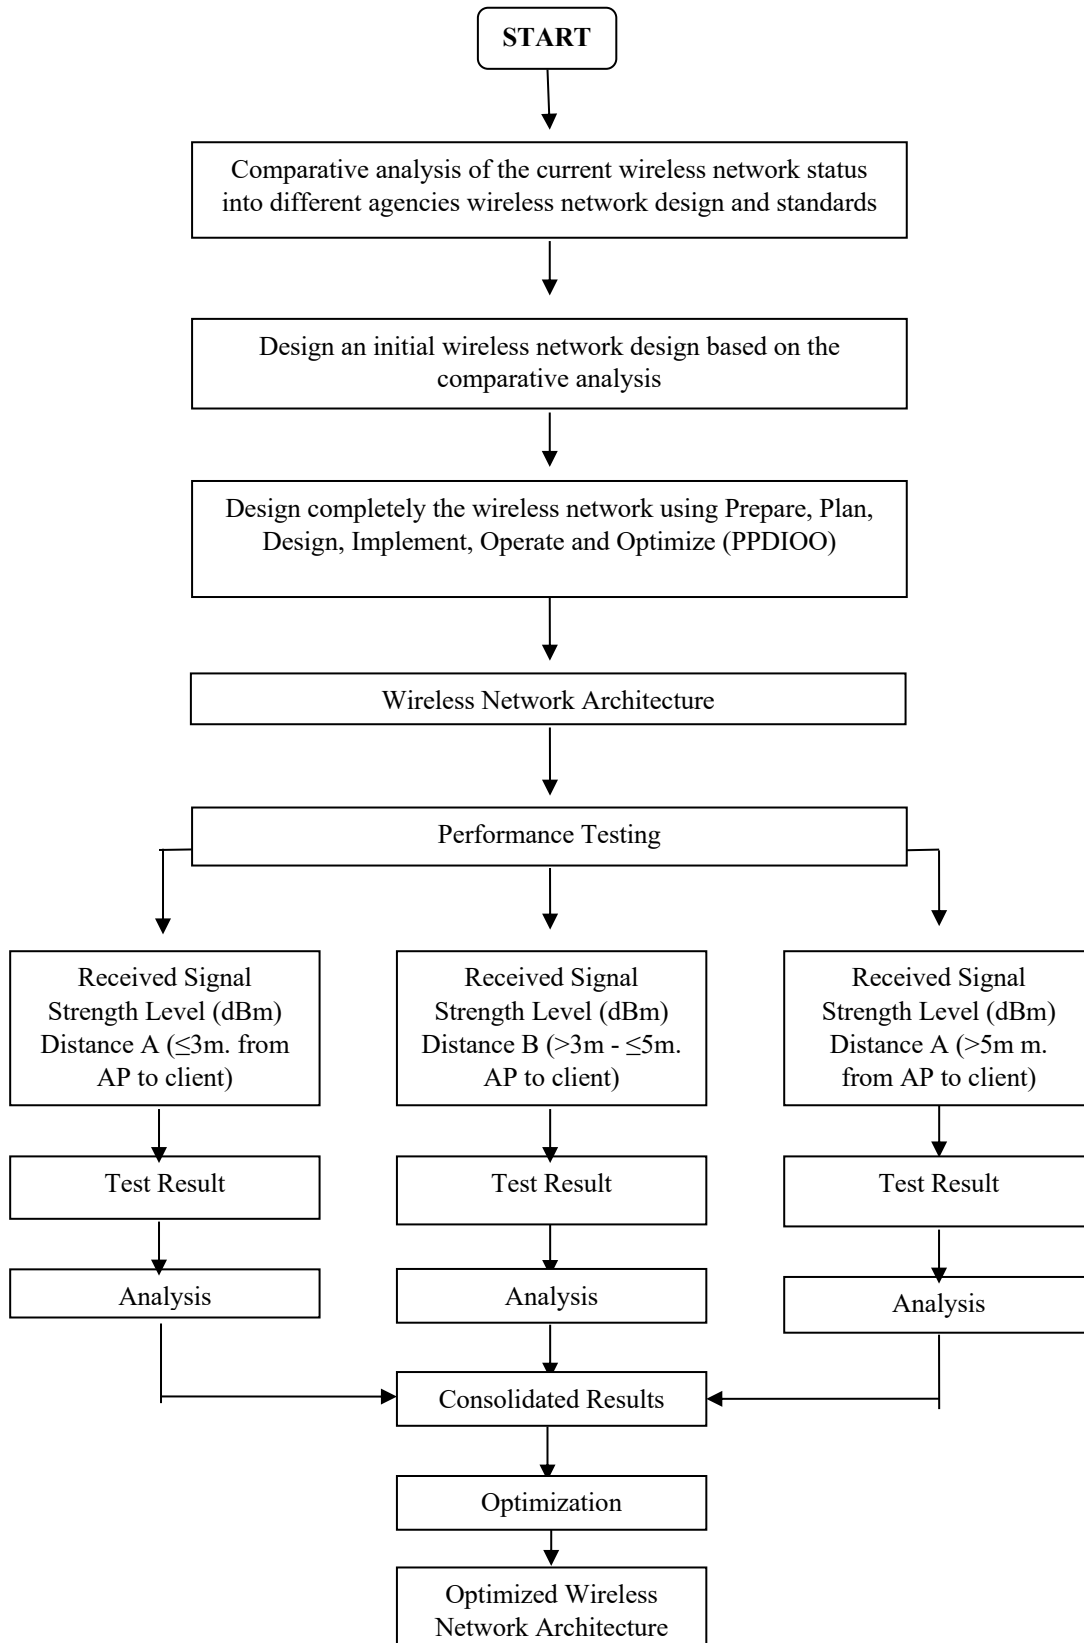 START
Comparative analysis of the current wireless network status
into different agencies wireless network design and standards
Design an initial wireless network design based on the
comparative analysis
Design completely the wireless network using Prepare, Plan,
Design, Implement, Operate and Optimize (PPDIOO)
Wireless Network Architecture
Performance Testing
Received Signal
Strength Level (dBm)
Distance A (≤3m. from
AP to client)
Received Signal
Strength Level (dBm)
Distance B (>3m - ≤5m.
AP to client)
Received Signal
Strength Level (dBm)
Distance A (>5m m.
from AP to client)
Test Result
Test Result
Test Result
Analysis
Analysis
Analysis
Consolidated Results
Optimization
Optimized Wireless
Network Architecture